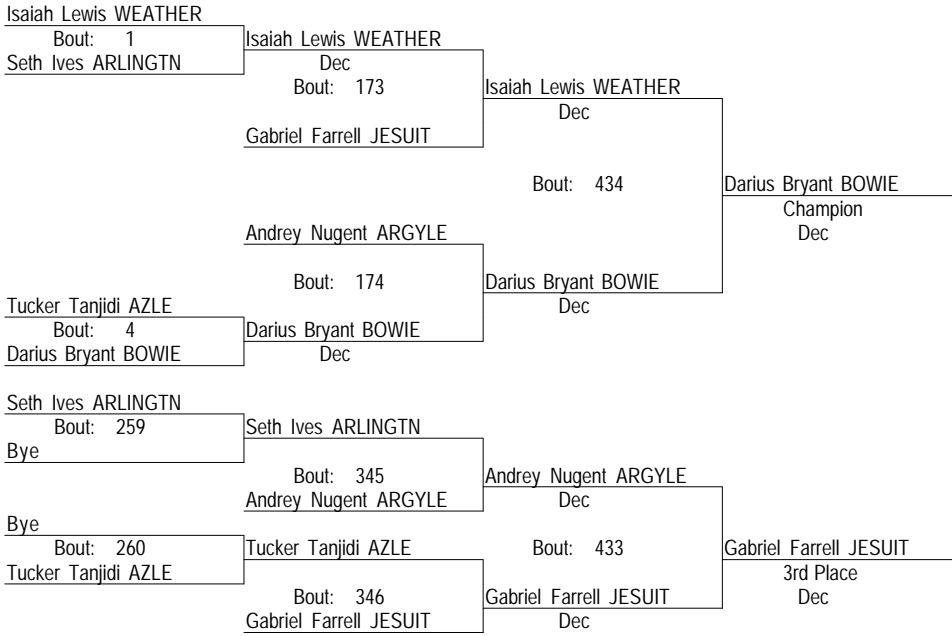 Isaiah Lewis WEATHER
Bout: 1
Isaiah Lewis WEATHER
Seth Ives ARLINGTN
Dec
Bout: 173
Isaiah Lewis WEATHER
Dec
Gabriel Farrell JESUIT
Bout: 434
Darius Bryant BOWIE
Champion
Andrey Nugent ARGYLE
Dec
Bout: 174
Darius Bryant BOWIE
Tucker Tanjidi AZLE
Dec
Bout: 4
Darius Bryant BOWIE
Darius Bryant BOWIE
Dec
Seth Ives ARLINGTN
Bout: 259
Seth Ives ARLINGTN
Bye
Bout: 345
Andrey Nugent ARGYLE
Andrey Nugent ARGYLE
Dec
Bye
Bout: 260
Tucker Tanjidi AZLE
Bout: 433
Gabriel Farrell JESUIT
Tucker Tanjidi AZLE
3rd Place
Bout: 346
Gabriel Farrell JESUIT
Dec
Gabriel Farrell JESUIT
Dec